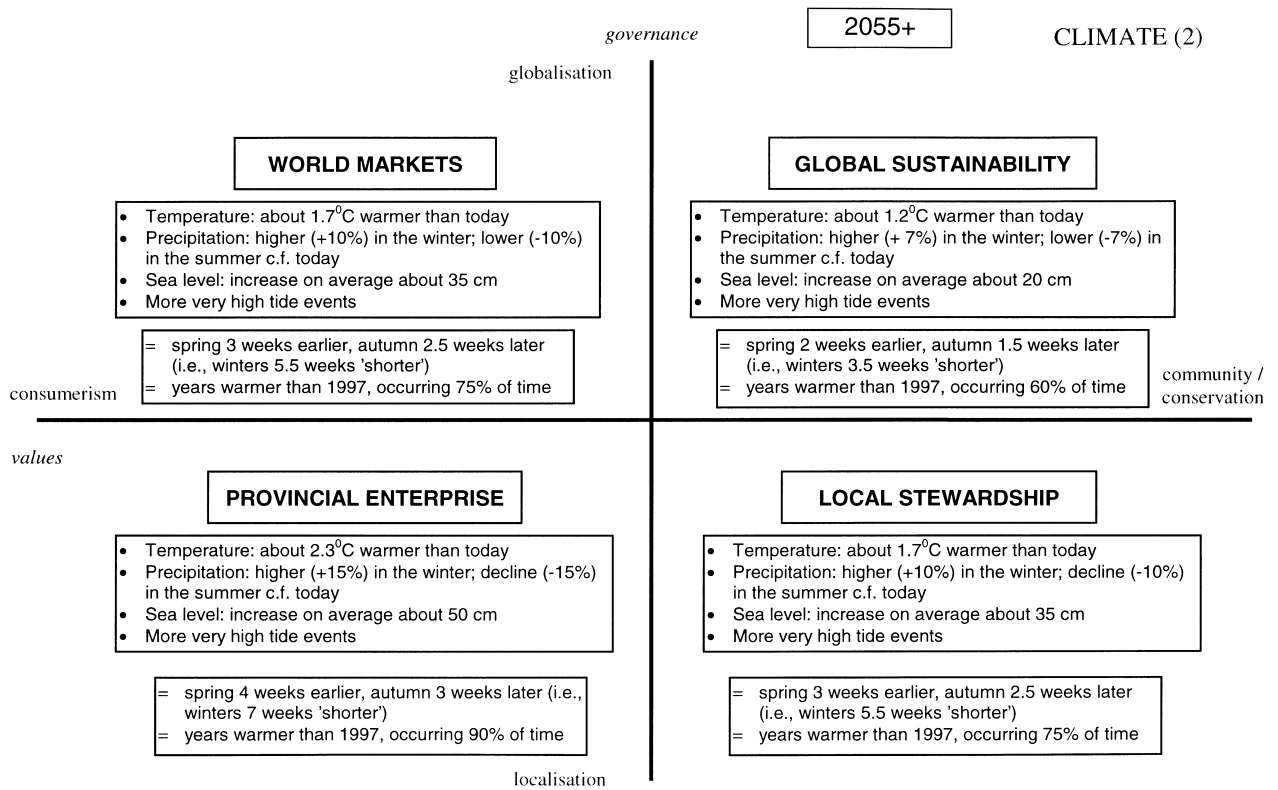 governance
2055+
CLIMATE (2)
globalisation
WORLD MARKETS
• Temperature: about 1.7⁰C warmer than today
• Precipitation: higher (+10%) in the winter; lower (-10%)
in the summer c.f. today
• Sea level: increase on average about 35 cm
• More very high tide events
= spring 3 weeks earlier, autumn 2.5 weeks later
(i.e., winters 5.5 weeks 'shorter')
= years warmer than 1997, occurring 75% of time
GLOBAL SUSTAINABILITY
• Temperature: about 1.2⁰C warmer than today
• Precipitation: higher (+ 7%) in the winter; lower (-7%) in
the summer c.f. today
• Sea level: increase on average about 20 cm
• More very high tide events
= spring 2 weeks earlier, autumn 1.5 weeks later
(i.e., winters 3.5 weeks 'shorter')
= years warmer than 1997, occurring 60% of time
consumerism
community /
conservation
values
PROVINCIAL ENTERPRISE
• Temperature: about 2.3⁰C warmer than today
• Precipitation: higher (+15%) in the winter; decline (-15%)
in the summer c.f. today
• Sea level: increase on average about 50 cm
• More very high tide events
= spring 4 weeks earlier, autumn 3 weeks later (i.e.,
winters 7 weeks 'shorter')
= years warmer than 1997, occurring 90% of time
LOCAL STEWARDSHIP
• Temperature: about 1.7⁰C warmer than today
• Precipitation: higher (+10%) in the winter; decline (-10%)
in the summer c.f. today
• Sea level: increase on average about 35 cm
• More very high tide events
= spring 3 weeks earlier, autumn 2.5 weeks later
(i.e., winters 5.5 weeks 'shorter')
= years warmer than 1997, occurring 75% of time
localisation